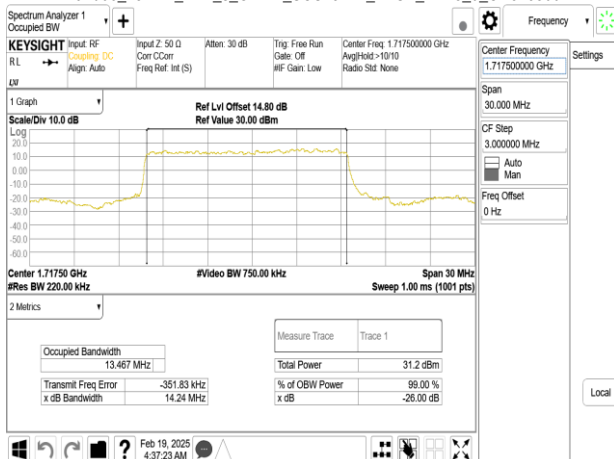 Spectrum Analyzer 1
Occupied BW
+
Frequency
KEYSIGHT
RL
LXI
Input: RF
Coupling: DC
Align: Auto
Input Z: 50 Ω
Corr CCorr
Freq Ref: Int (S)
Atten: 30 dB
Trig: Free Run
Gate: Off
#IF Gain: Low
Center Freq: 1.717500000 GHz
Avg|Hold:>10/10
Radio Std: None
Center Frequency
1.717500000 GHz
Settings
Span
30.000 MHz
CF Step
3.000000 MHz
Auto
Man
Freq Offset
0 Hz
1 Graph
Scale/Div 10.0 dB
Ref Lvl Offset 14.80 dB
Ref Value 30.00 dBm
Log
20.0
10.0
0.00
-10.0
-20.0
-30.0
-40.0
-50.0
-60.0
Center 1.71750 GHz
#Video BW 750.00 kHz
Span 30 MHz
#Res BW 220.00 kHz
Sweep 1.00 ms (1001 pts)
2 Metrics
Measure Trace
Trace 1
Occupied Bandwidth
13.467 MHz
Total Power
31.2 dBm
Transmit Freq Error
-351.83 kHz
% of OBW Power
99.00 %
x dB Bandwidth
14.24 MHz
x dB
-26.00 dB
Local
?
Feb 19, 2025
4:37:23 AM